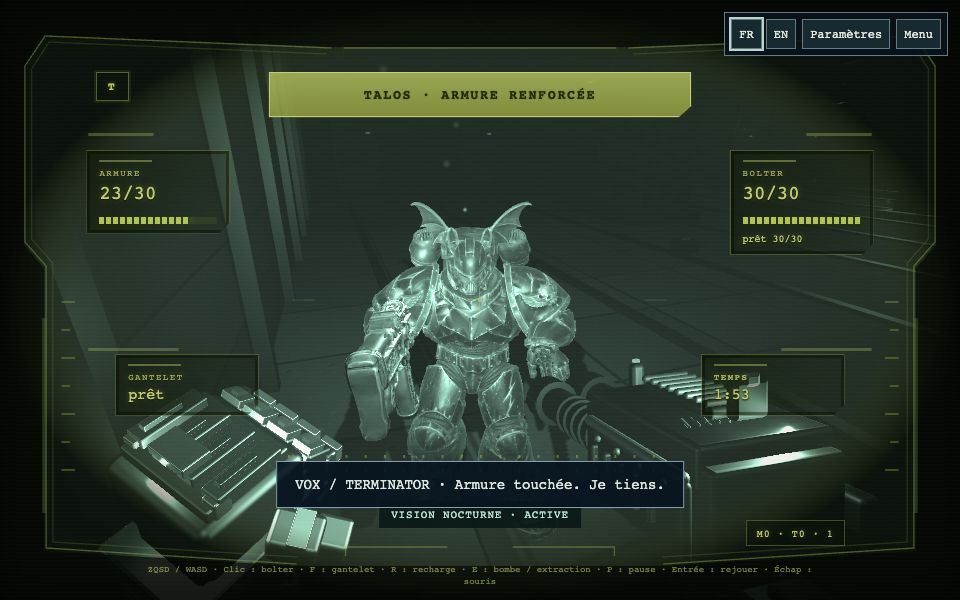 FR EN Paramètres Menu
T
TALOS · ARMURE RENFORCÉE
ARMURE
23/30
BOLTER
30/30
prêt 30/30
GANTELET
prêt
TEMPS
1:53
VOX / TERMINATOR · Armure touchée. Je tiens.
VISION NOCTURNE · ACTIVE
M0 · T0 · 1
ZQSD / WASD · Clic : bolter · F : gantelet · R : recharge · E : bombe / extraction · P : pause · Entrée : rejouer · Échap :
souris